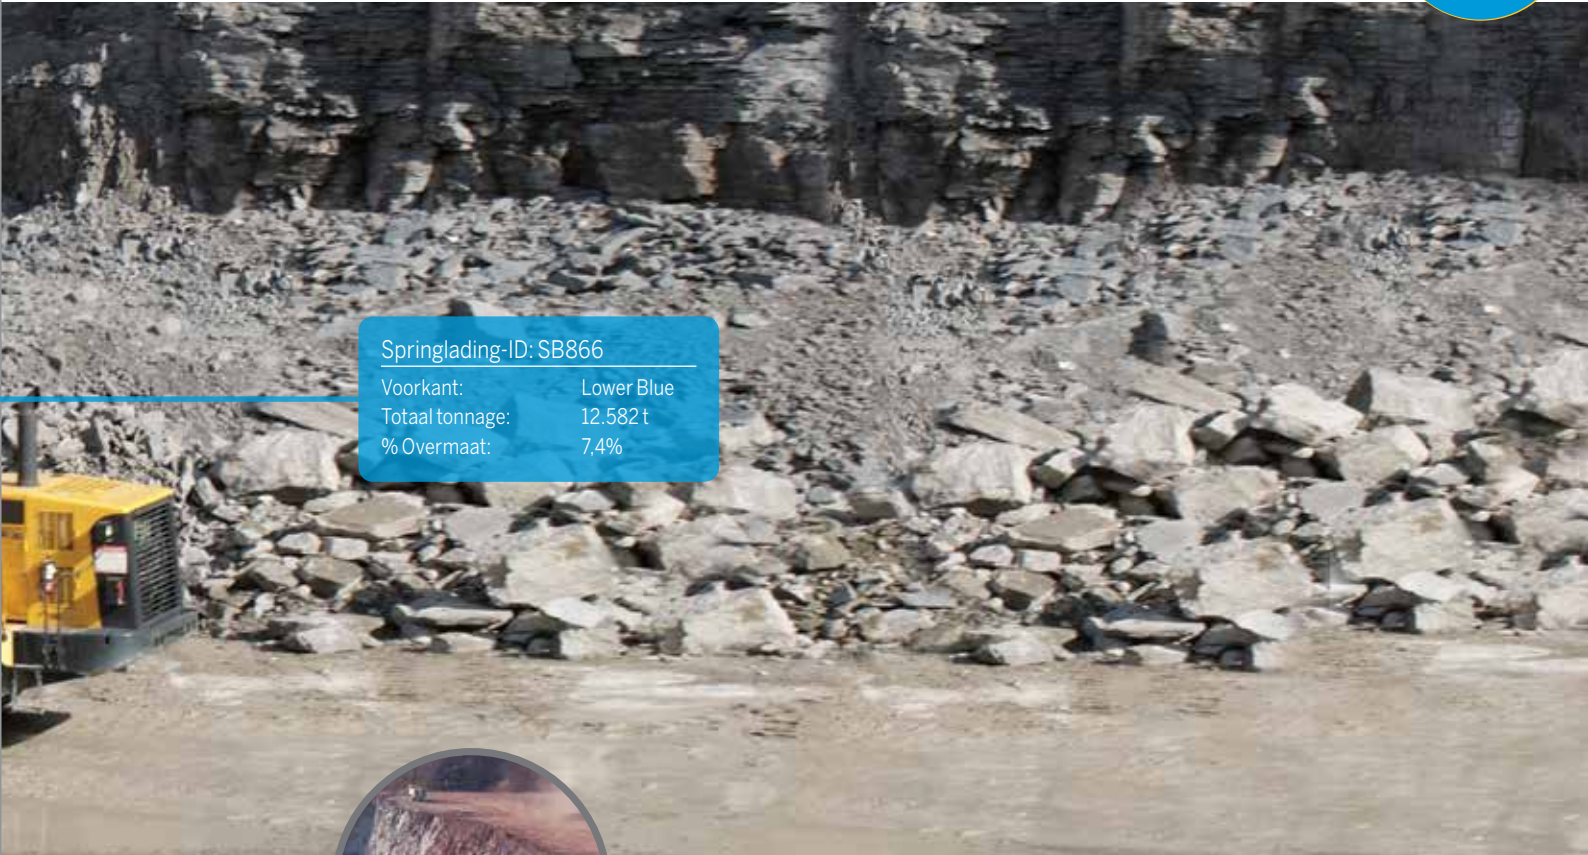 Springlading-ID: SB866
Voorkant: Lower Blue
Totaal tonnage: 12.582 t
% Overmaat: 7,4%